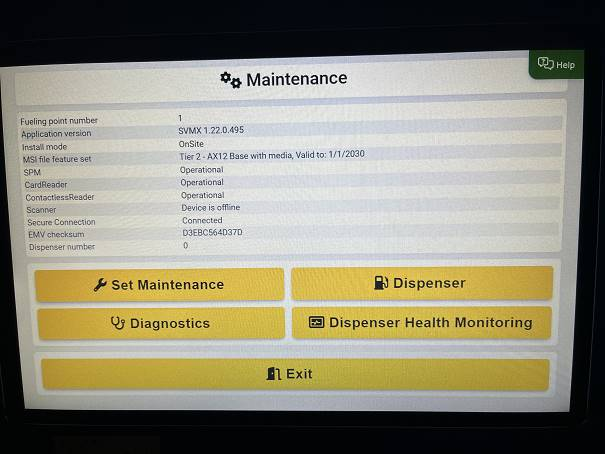 Help
Maintenance
Fueling point number 1
Application version SVMX 1.22.0.495
Install mode OnSite
MSI file feature set Tier 2 - AX12 Base with media, Valid to: 1/1/2030
SPM Operational
CardReader Operational
ContactlessReader Operational
Scanner Device is offline
Secure Connection Connected
EMV checksum D3EBC564D37D
Dispenser number 0
Set Maintenance
Dispenser
Diagnostics
Dispenser Health Monitoring
Exit